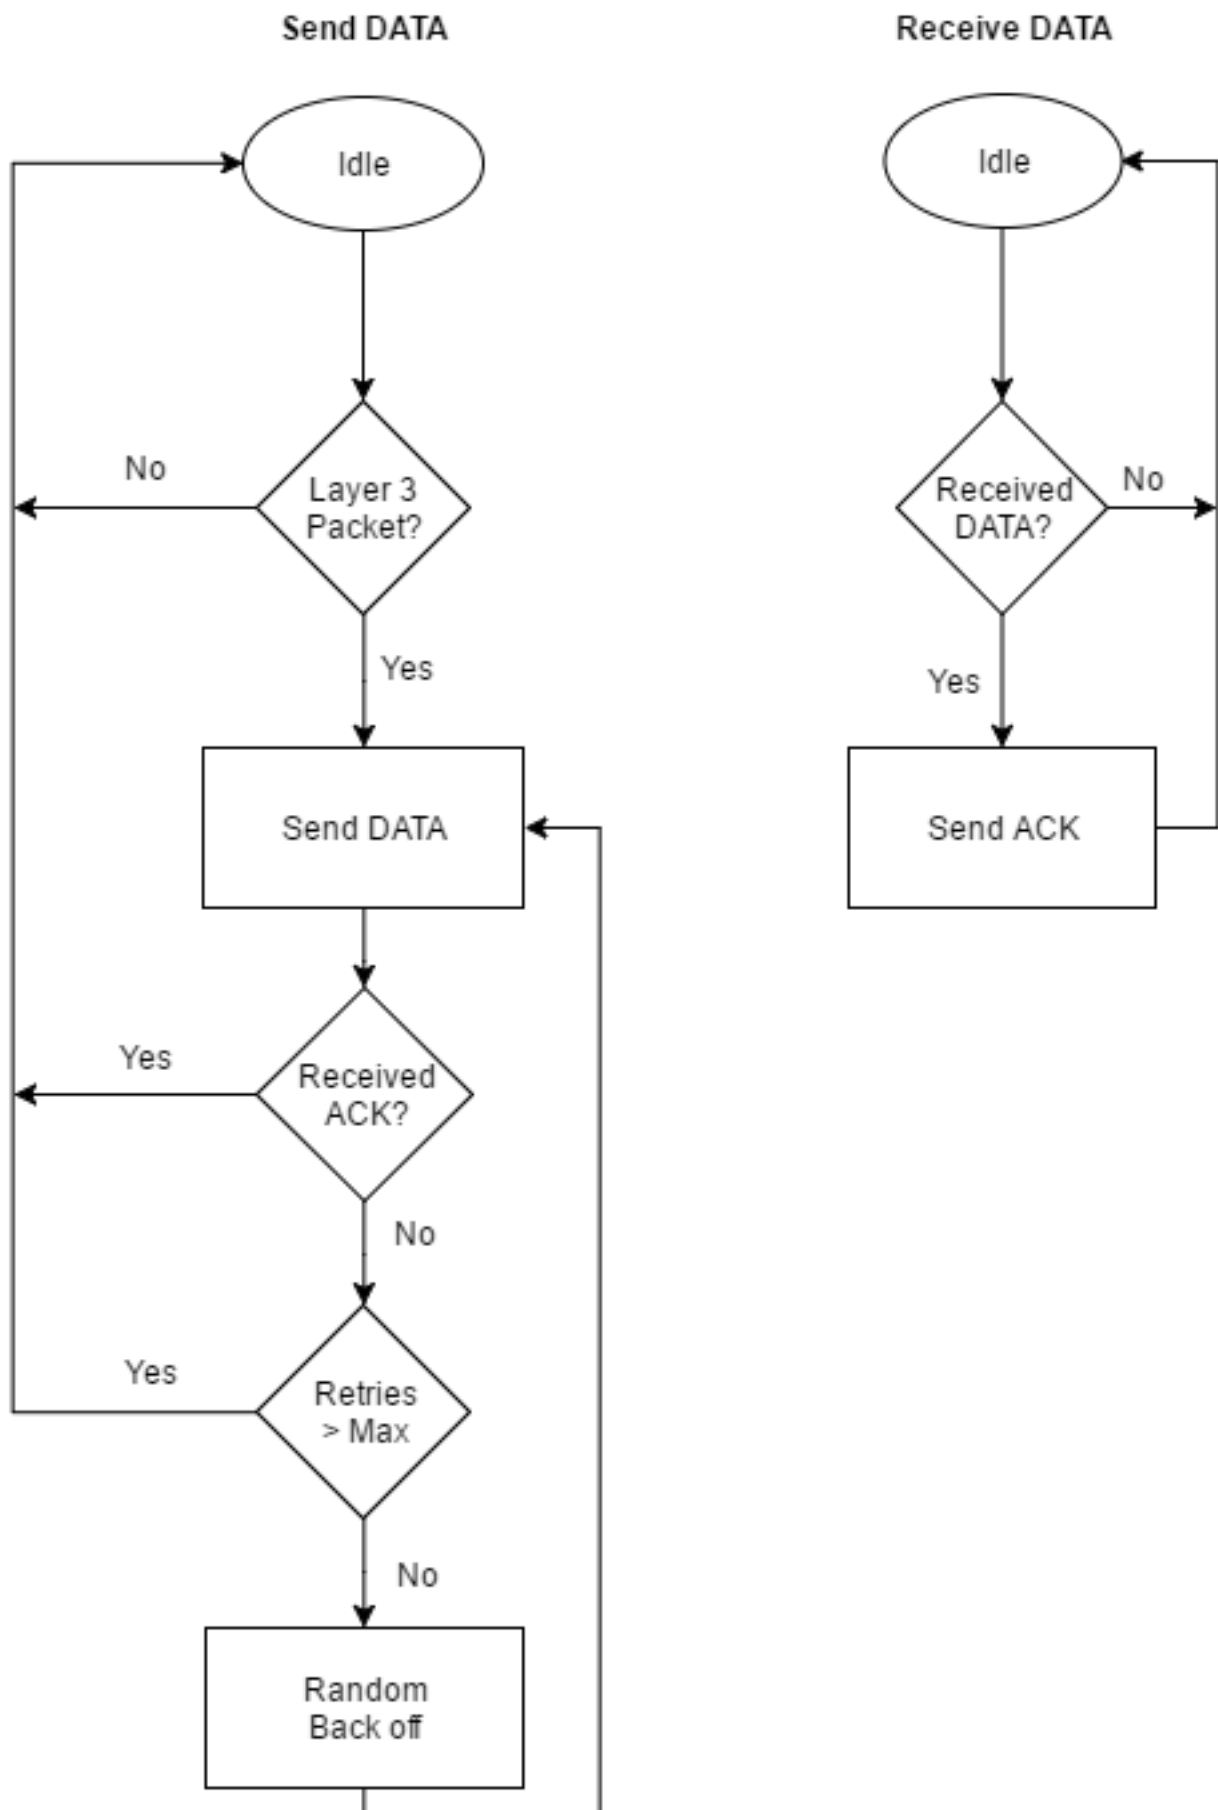 Send DATA
Idle
Layer 3
Packet?
No
Yes
Send DATA
Received
ACK?
Yes
No
Retries
> Max
Yes
No
Random
Back off
Receive DATA
Idle
Received
DATA?
No
Yes
Send ACK